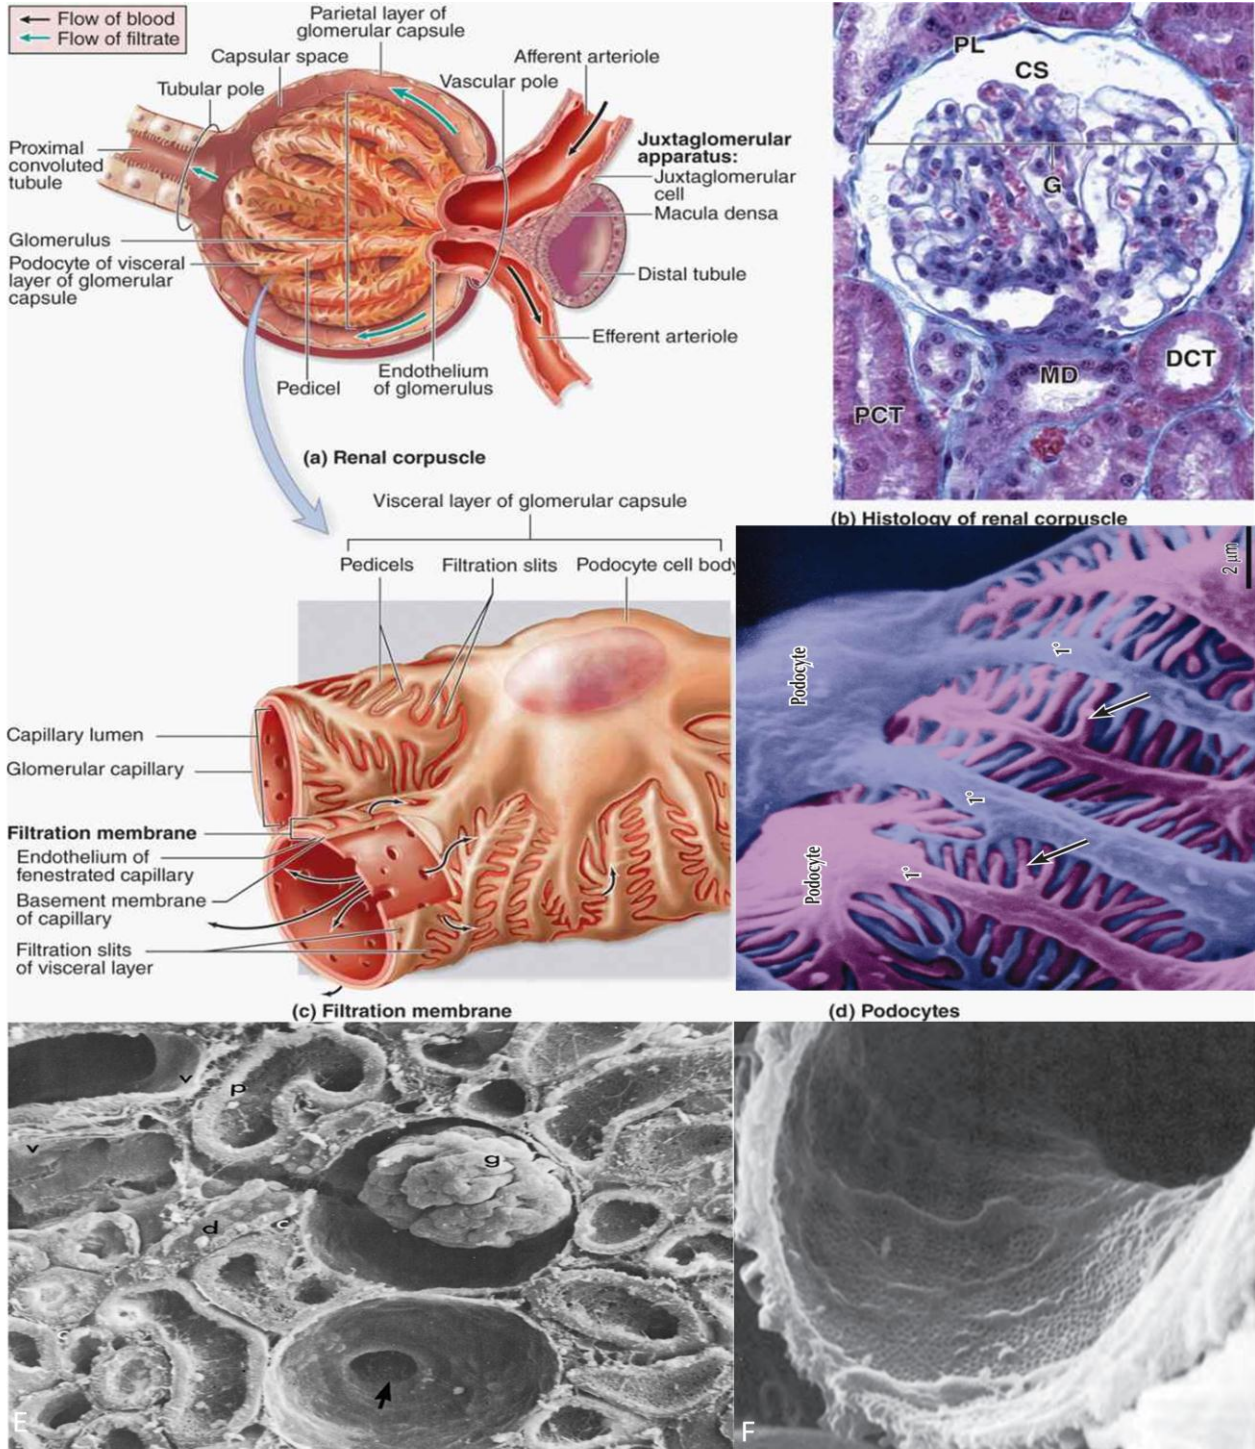 Flow of blood
Flow of filtrate
Parietal layer of
glomerular capsule
Capsular space
Afferent arteriole
Tubular pole
Vascular pole
Proximal
convoluted
tubule
Juxtaglomerular
apparatus:
Juxtaglomerular
cell
Macula densa
Glomerulus
Podocyte of visceral
layer of glomerular
capsule
Distal tubule
Efferent arteriole
Pedicel
Endothelium
of glomerulus
(a) Renal corpuscle
PL
CS
G
MD
DCT
PCT
(b) Histology of renal corpuscle
Visceral layer of glomerular capsule
Pedicels
Filtration slits
Podocyte cell body
Capillary lumen
Glomerular capillary
Filtration membrane
Endothelium of
fenestrated capillary
Basement membrane
of capillary
Filtration slits
of visceral layer
(c) Filtration membrane
2 μm
Podocyte
1°
1°
Podocyte
1°
(d) Podocytes
v
p
v
g
d
c
c
E
F